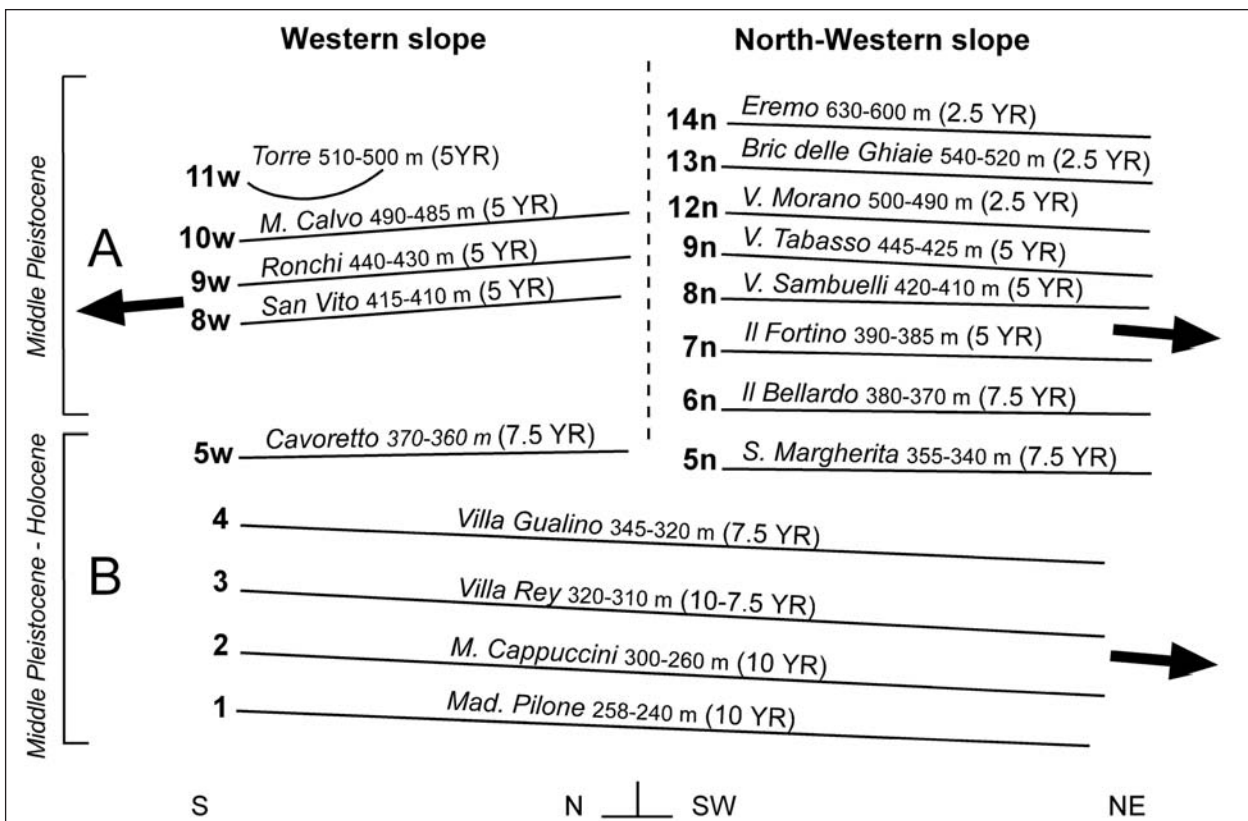 Western slope
North-Western slope
Middle Pleistocene
A
11w Torre 510-500 m (5YR)
10w M. Calvo 490-485 m (5 YR)
9w Ronchi 440-430 m (5 YR)
8w San Vito 415-410 m (5 YR)
14n Eremo 630-600 m (2.5 YR)
13n Bric delle Ghiaie 540-520 m (2.5 YR)
12n V. Morano 500-490 m (2.5 YR)
9n V. Tabasso 445-425 m (5 YR)
8n V. Sambuelli 420-410 m (5 YR)
7n Il Fortino 390-385 m (5 YR)
6n Il Bellardo 380-370 m (7.5 YR)
Middle Pleistocene - Holocene
B
5w Cavoretto 370-360 m (7.5 YR)
5n S. Margherita 355-340 m (7.5 YR)
4 Villa Gualino 345-320 m (7.5 YR)
3 Villa Rey 320-310 m (10-7.5 YR)
2 M. Cappuccini 300-260 m (10 YR)
1 Mad. Pilone 258-240 m (10 YR)
S N SW NE